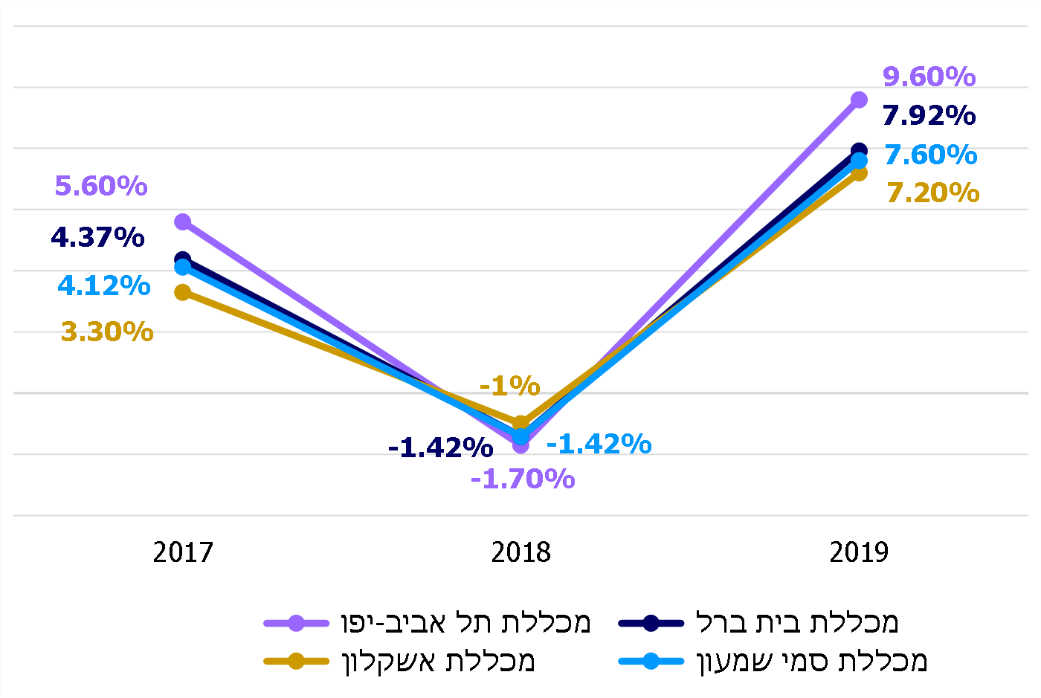 9.60%
7.92%
7.60%
7.20%
5.60%
4.37%
4.12%
3.30%
-1%
-1.42%
-1.42%
-1.70%
2017 2018 2019
מכללת תל אביב-יפו
מכללת בית ברל
מכללת אשקלון
מכללת סמי שמעון